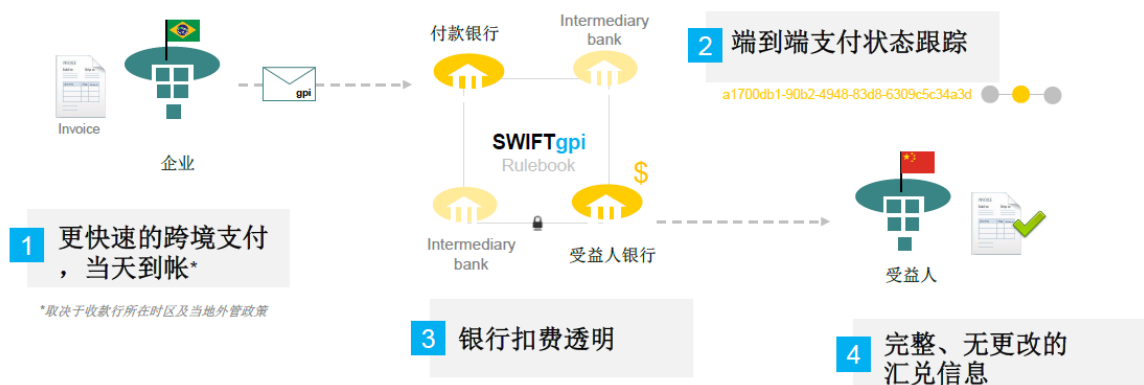 付款银行
Intermediary
bank
2
端到端支付状态跟踪
a1700db1-90b2-4948-83d8-6309c5c34a3d
gpi
Invoice
企业
SWIFTgpi
Rulebook
$
1
更快速的跨境支付
，当天到帐*
*取决于收款行所在时区及当地外管政策
Intermediary
bank
受益人银行
受益人
3
银行扣费透明
4
完整、无更改的
汇兑信息